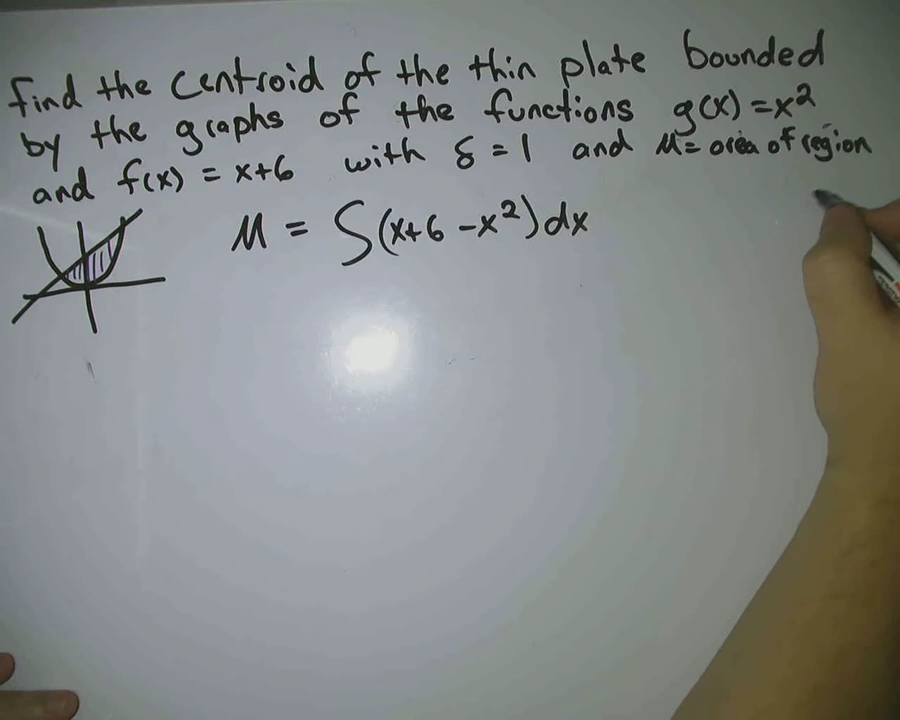 Find the centroid of the thin plate bounded
by the graphs of the functions g(x) = x²
and f(x) = x+6 with δ = 1 and M = area of region
M = ∫(x+6 -x²)dx